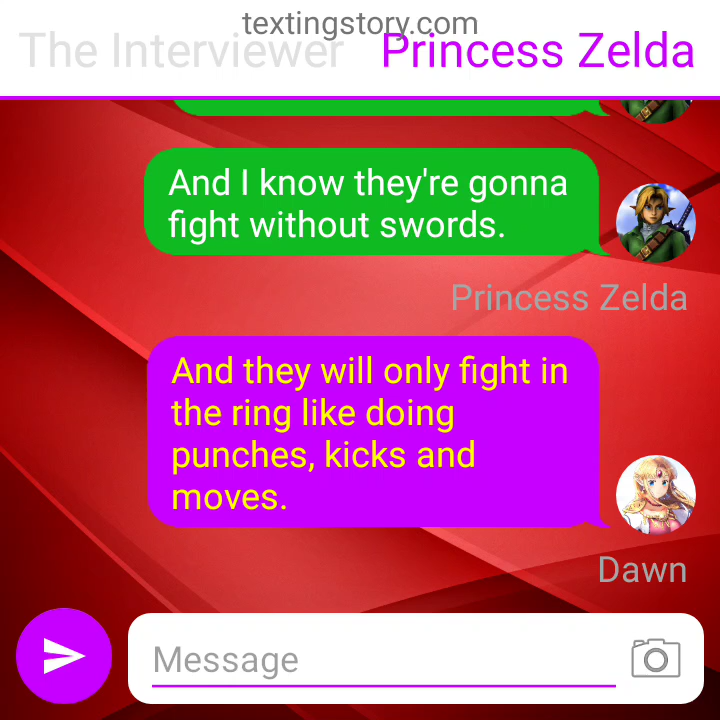 textingstory.com
The Interviewer Princess Zelda
And I know they're gonna
fight without swords.
Princess Zelda
And they will only fight in
the ring like doing
punches, kicks and
moves.
Dawn
Message